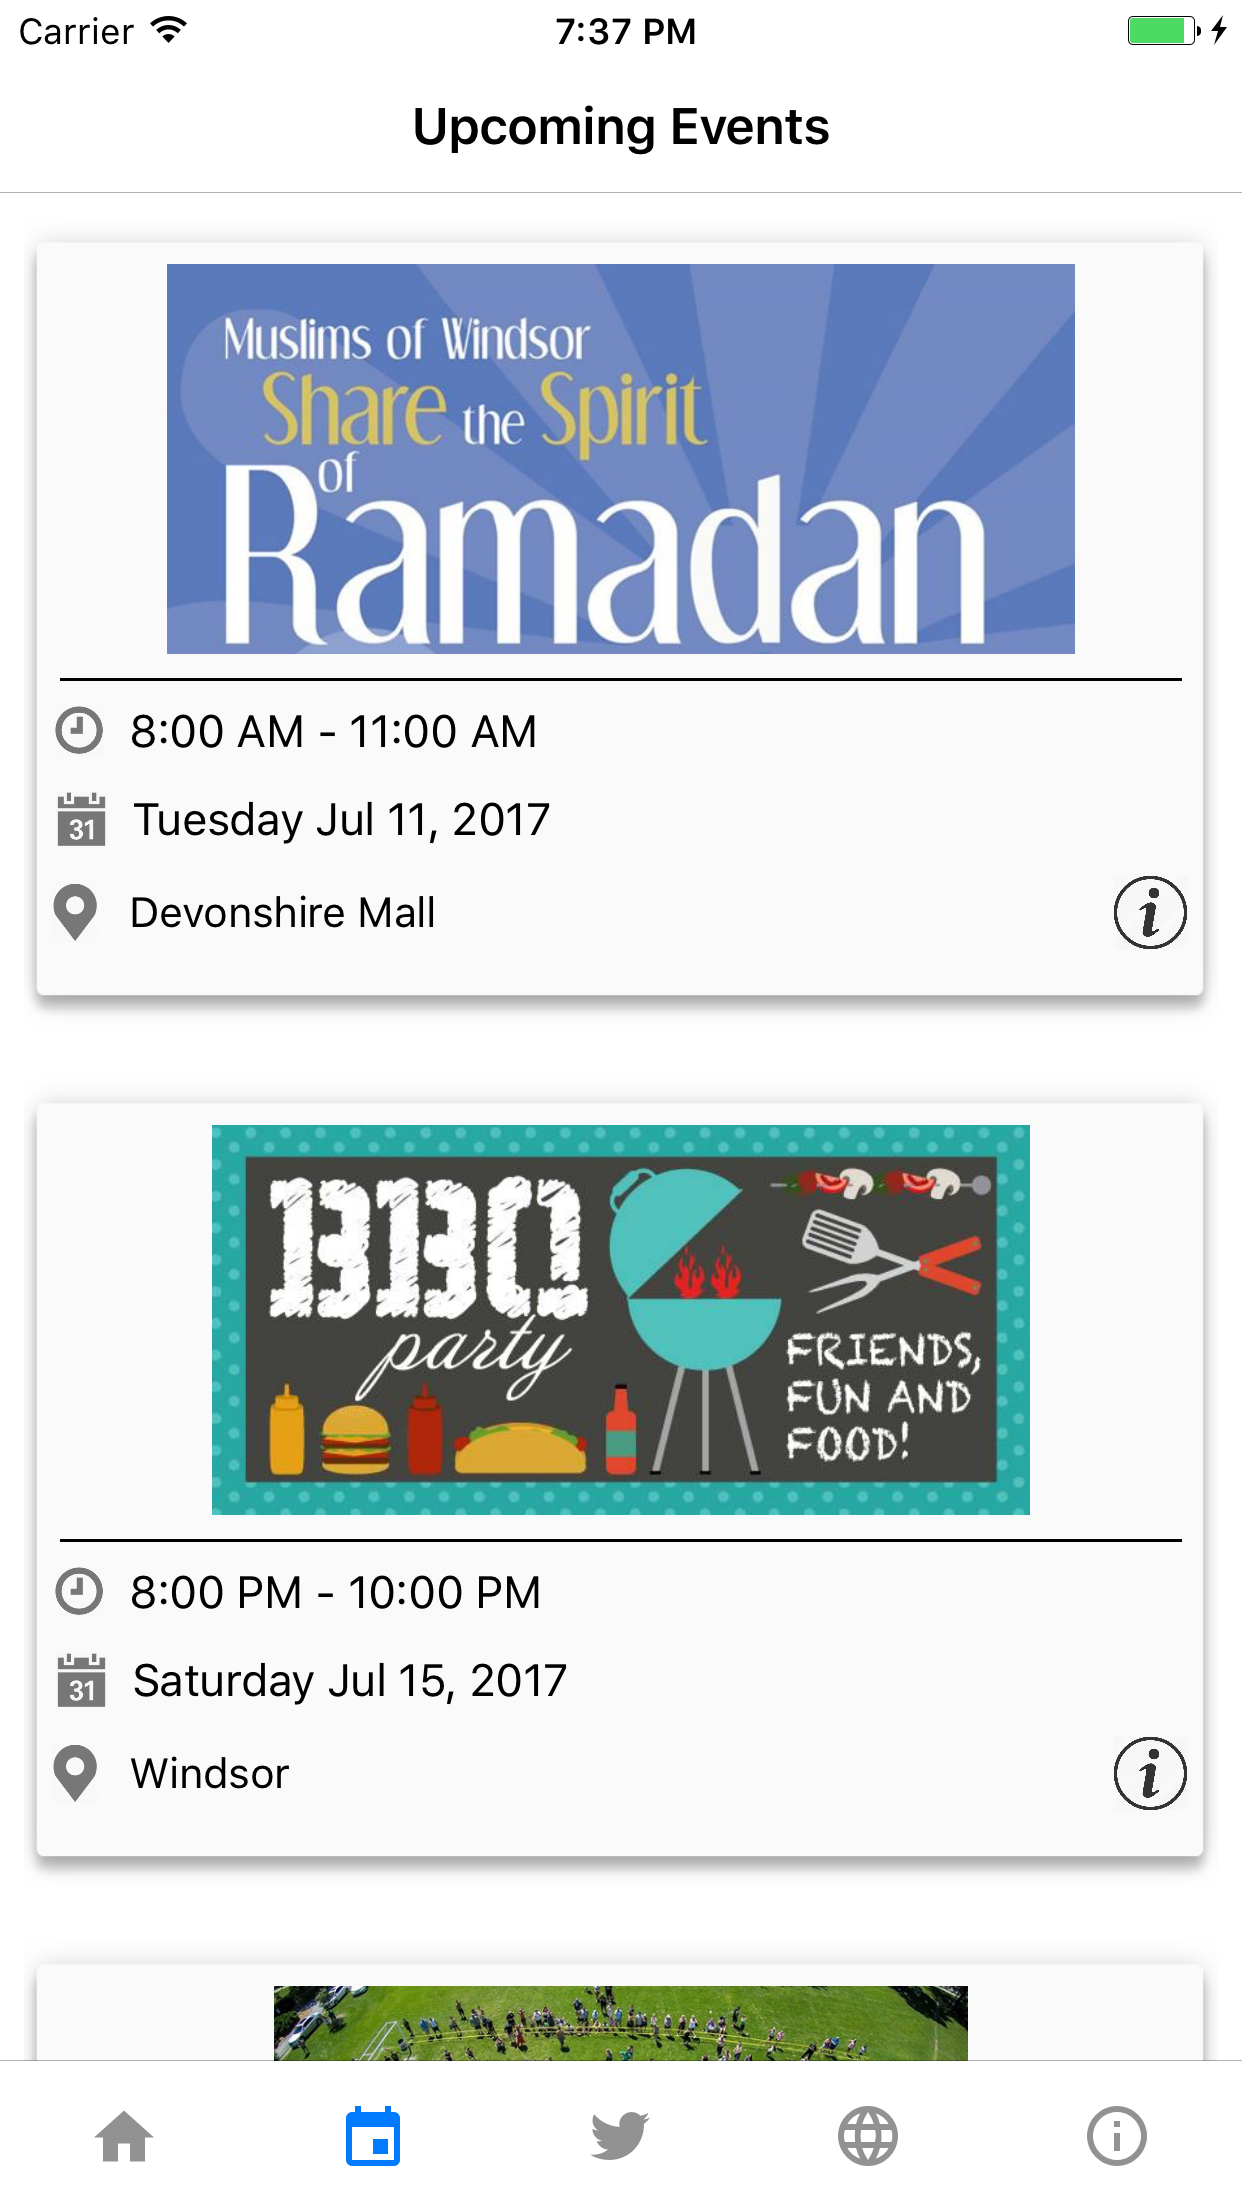 Carrier 7:37 PM
Upcoming Events
Muslims of Windsor
Share the Spirit
of
Ramadan
8:00 AM - 11:00 AM
31 Tuesday Jul 11, 2017
Devonshire Mall
BBQ
party
FRIENDS,
FUN AND
FOOD!
8:00 PM - 10:00 PM
31 Saturday Jul 15, 2017
Windsor